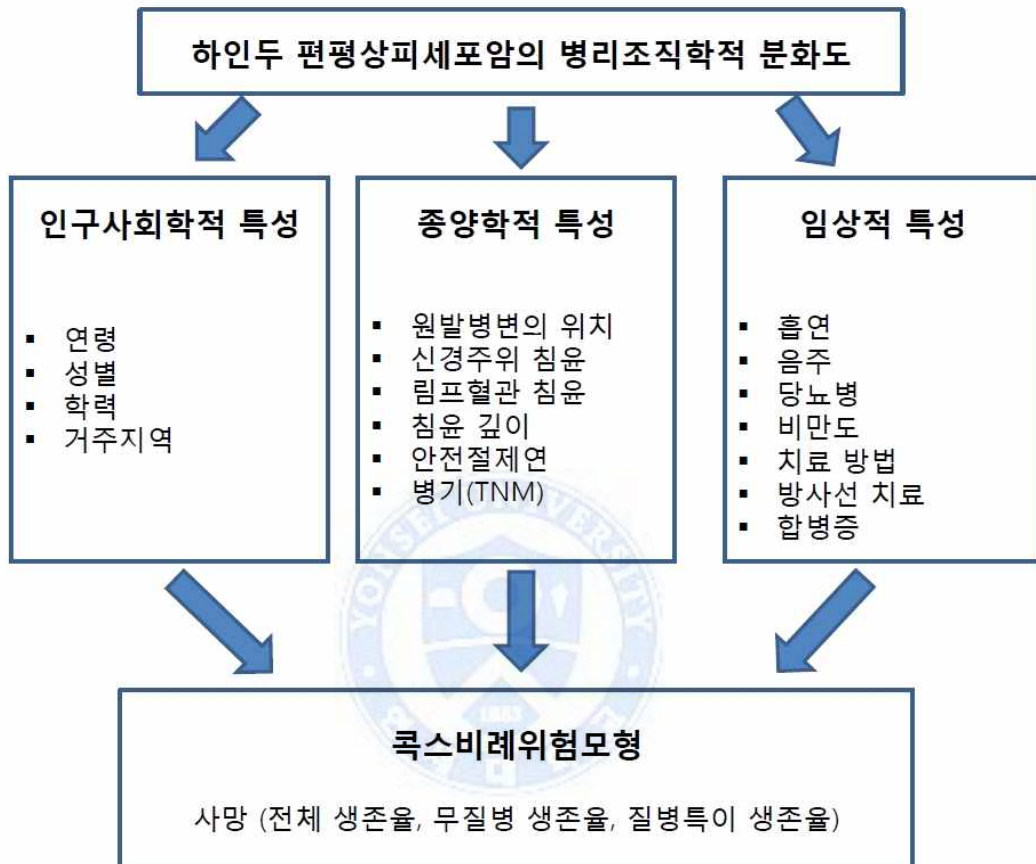 하인두 편평상피세포암의 병리조직학적 분화도
인구사회학적 특성
▪ 연령
▪ 성별
▪ 학력
▪ 거주지역
종양학적 특성
▪ 원발병변의 위치
▪ 신경주위 침윤
▪ 림프혈관 침윤
▪ 침윤 깊이
▪ 안전절제연
▪ 병기(TNM)
임상적 특성
▪ 흡연
▪ 음주
▪ 당뇨병
▪ 비만도
▪ 치료 방법
▪ 방사선 치료
▪ 합병증
YONSEI UNIVERSITY
1885
콕스비례위험모형
사망 (전체 생존율, 무질병 생존율, 질병특이 생존율)